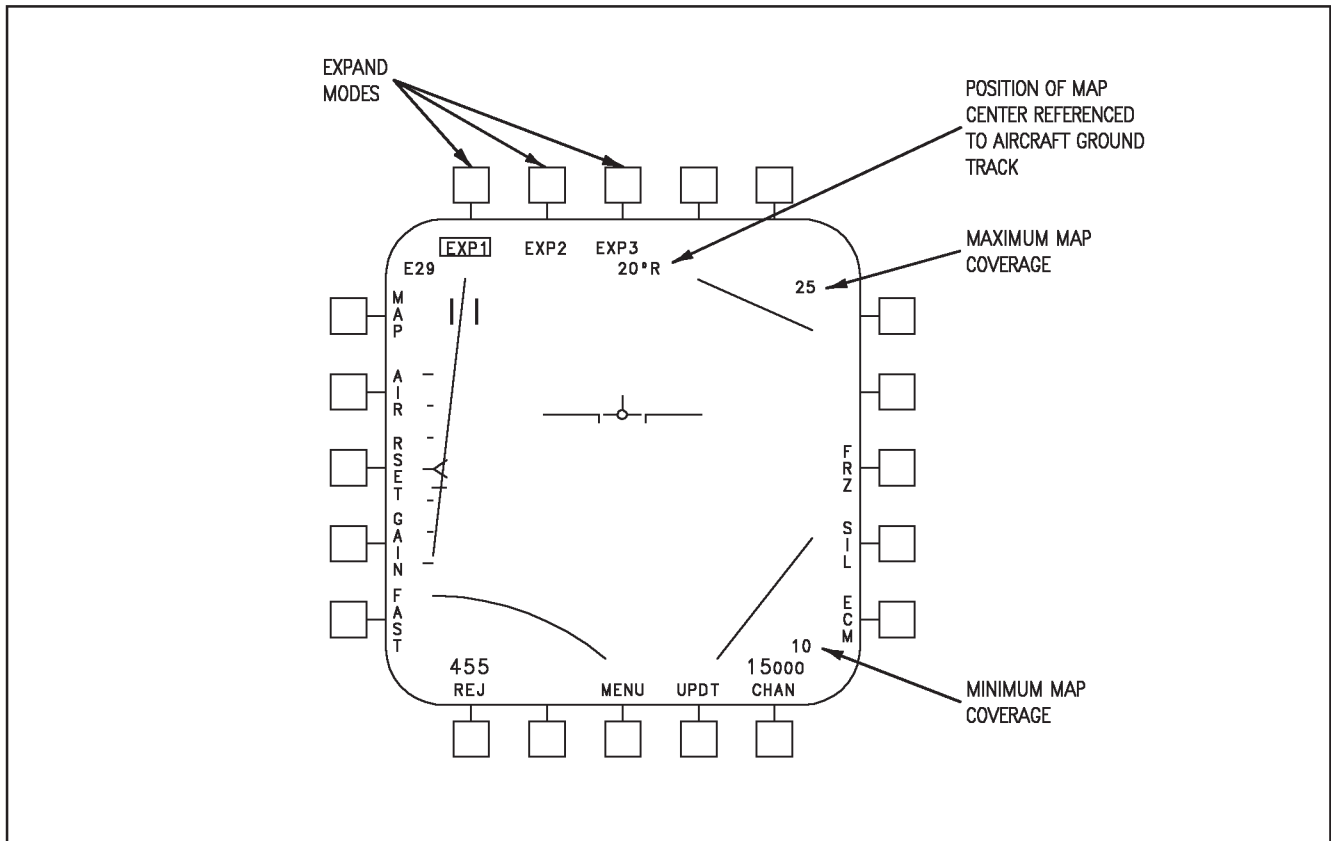 EXPAND
MODES
POSITION OF MAP
CENTER REFERENCED
TO AIRCRAFT GROUND
TRACK
EXP1 EXP2 EXP3
E29 20°R
MAXIMUM MAP
COVERAGE
25
MAP
AIR
RSET
GAIN
FAST
FRZ
SIL
ECM
10
455 15000
REJ MENU UPDT CHAN
MINIMUM MAP
COVERAGE